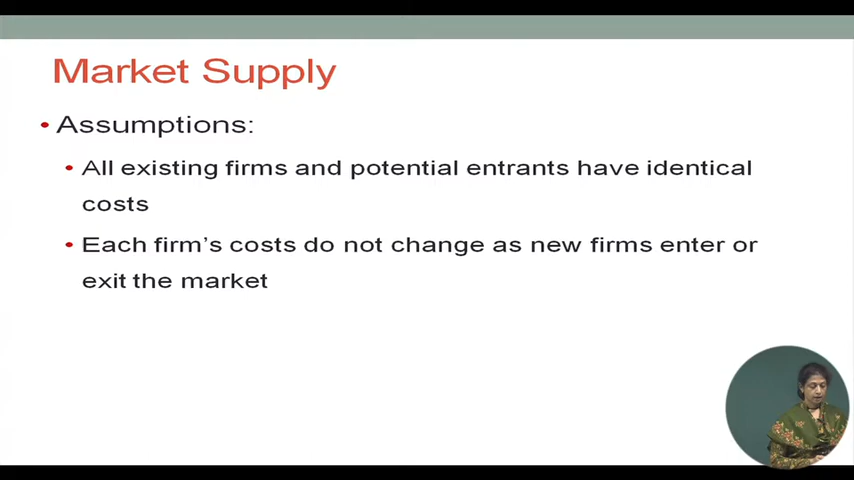 Market Supply
• Assumptions:
• All existing firms and potential entrants have identical
costs
• Each firm's costs do not change as new firms enter or
exit the market